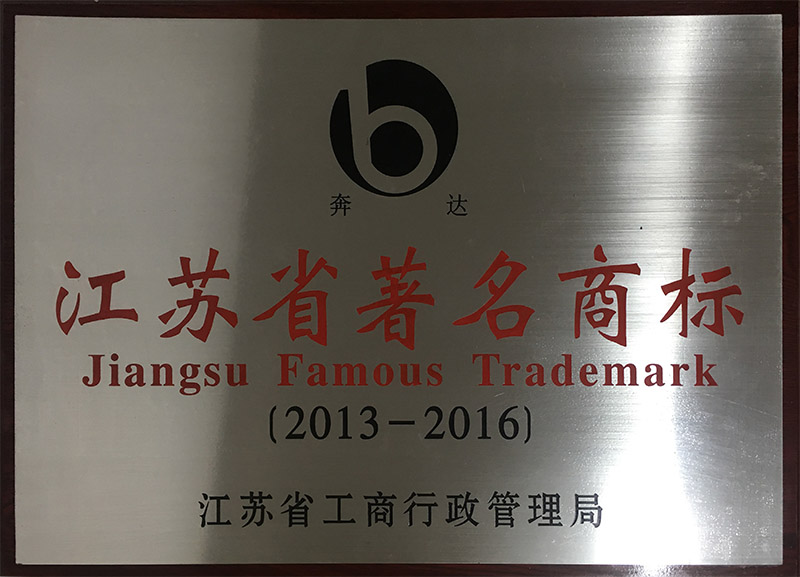 b
奔 达
江苏省著名商标
Jiangsu Famous Trademark
(2013-2016)
江苏省工商行政管理局